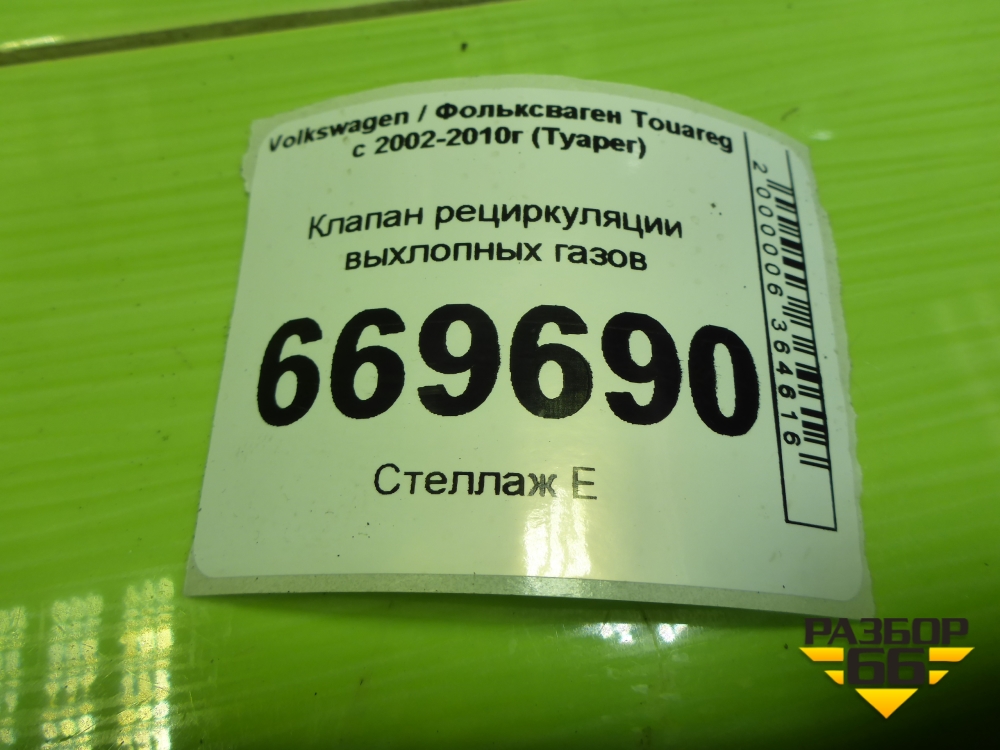 Volkswagen / Фольксваген Touareg
с 2002-2010г (Туарег)
Клапан рециркуляции
выхлопных газов
669690
Стеллаж Е
2000006364616
РАЗБОР
66